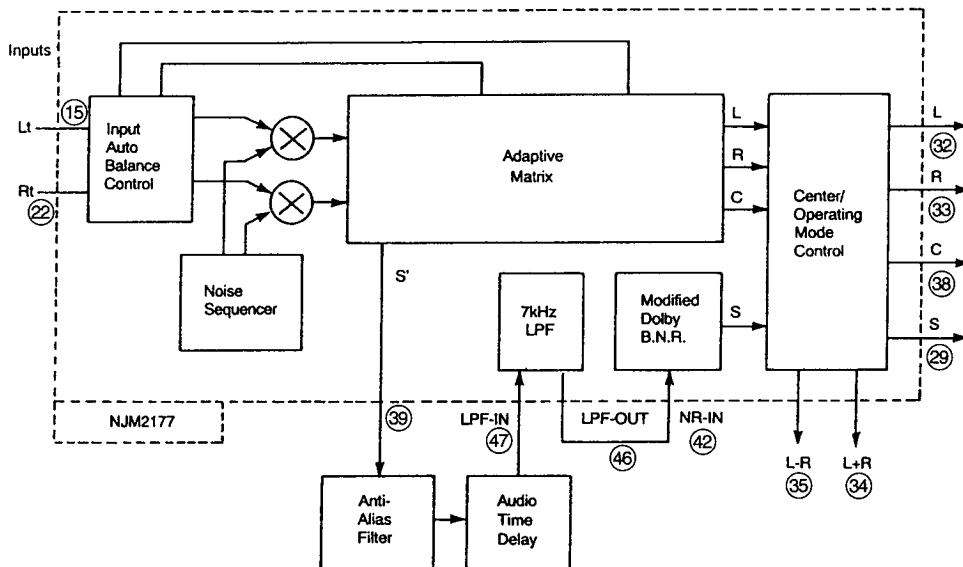 Inputs
15
Lt
Rt
22
Input
Auto
Balance
Control
Noise
Sequencer
Adaptive
Matrix
L
R
C
S'
7kHz
LPF
Modified
Dolby
B.N.R.
S
Center/
Operating
Mode
Control
L
32
R
33
C
38
S
29
NJM2177
39
LPF-IN
47
LPF-OUT
46
NR-IN
42
L-R
35
L+R
34
Anti-
Alias
Filter
Audio
Time
Delay